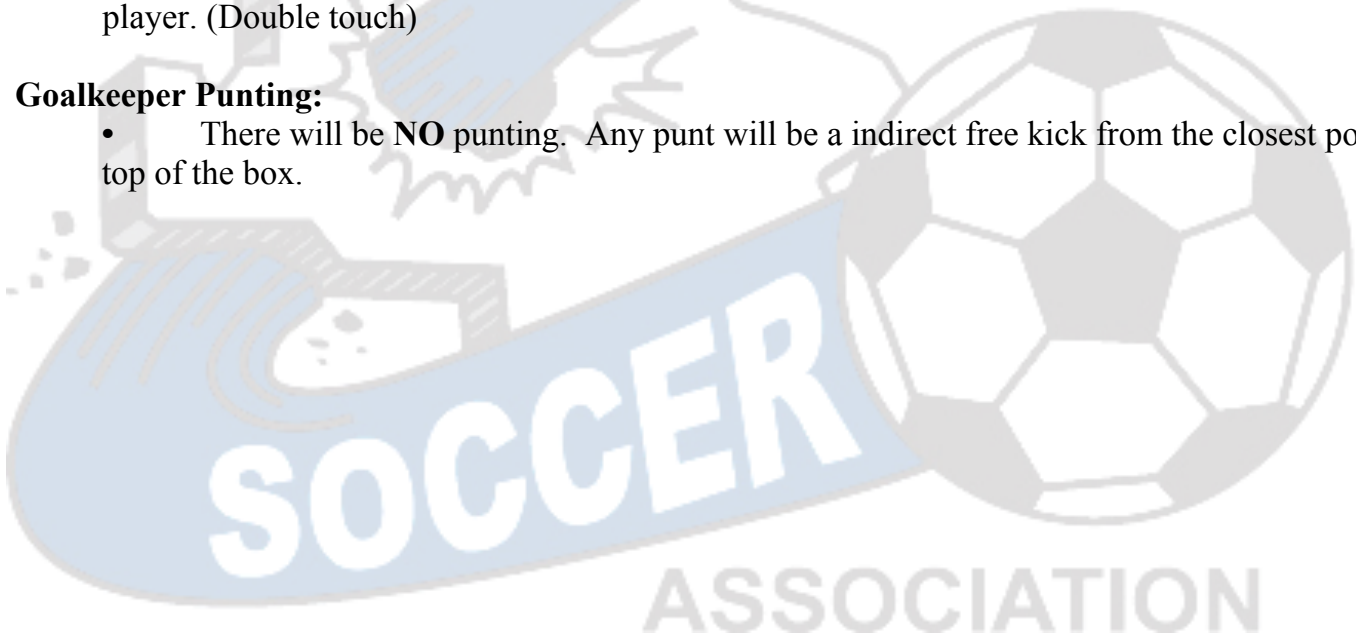 player. (Double touch)
Goalkeeper Punting:
• There will be NO punting. Any punt will be a indirect free kick from the closest
top of the box.
SOCCER
ASSOCIATION